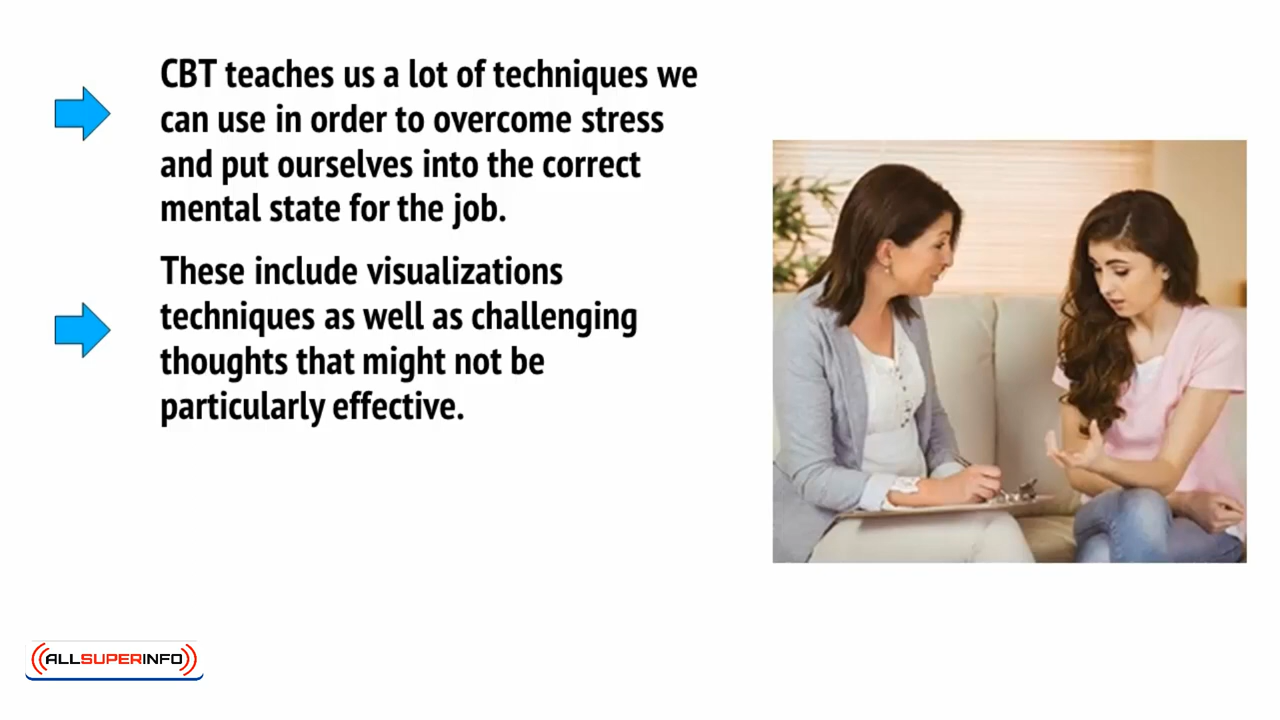 CBT teaches us a lot of techniques we
can use in order to overcome stress
and put ourselves into the correct
mental state for the job.
These include visualizations
techniques as well as challenging
thoughts that might not be
particularly effective.
ALLSUPERINFO